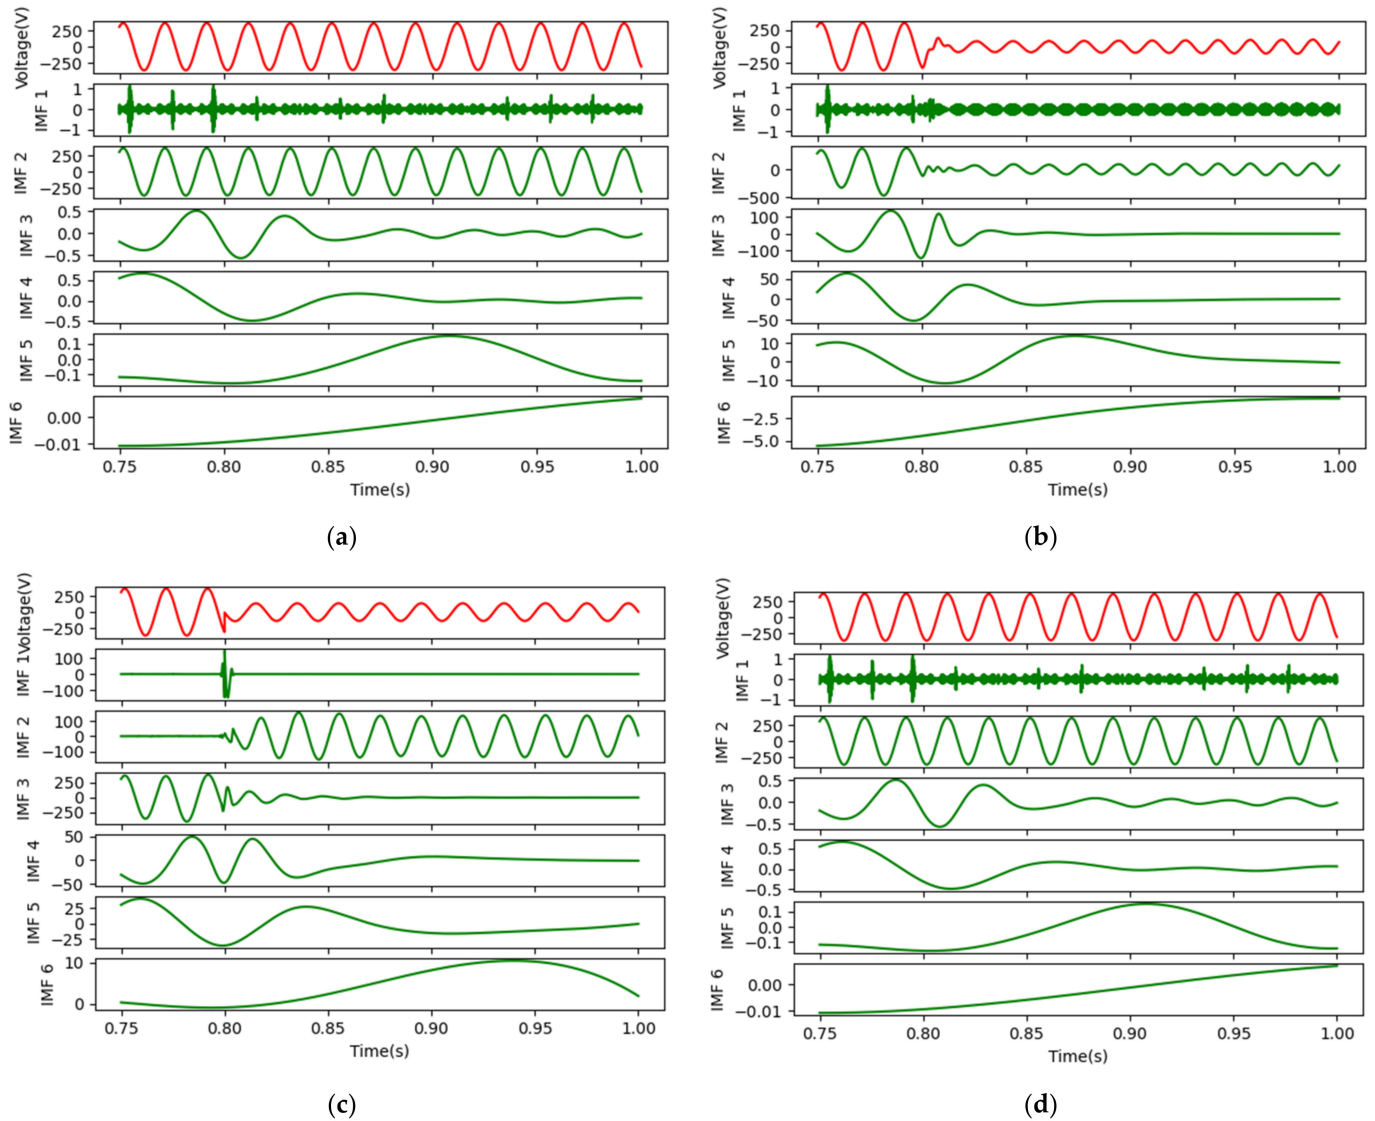 Voltage(V)
250
0
−250
IMF 1
1
0
−1
IMF 2
250
0
−250
IMF 3
0.5
0.0
−0.5
IMF 4
0.5
0.0
−0.5
IMF 5
0.1
0.0
−0.1
IMF 6
0.00
−0.01
0.75 0.80 0.85 0.90 0.95 1.00
Time(s)
(a)
Voltage(V)
250
0
−250
IMF 1
1
0
−1
IMF 2
0
−500
IMF 3
100
0
−100
IMF 4
50
0
−50
IMF 5
10
0
−10
IMF 6
−2.5
−5.0
0.75 0.80 0.85 0.90 0.95 1.00
Time(s)
(b)
Voltage(V)
250
0
−250
IMF 1
100
0
−100
IMF 2
100
0
−100
IMF 3
250
0
−250
IMF 4
50
0
−50
IMF 5
25
0
−25
IMF 6
10
0
0.75 0.80 0.85 0.90 0.95 1.00
Time(s)
(c)
Voltage(V)
250
0
−250
IMF 1
1
0
−1
IMF 2
250
0
−250
IMF 3
0.5
0.0
−0.5
IMF 4
0.5
0.0
−0.5
IMF 5
0.1
0.0
−0.1
IMF 6
0.00
−0.01
0.75 0.80 0.85 0.90 0.95 1.00
Time(s)
(d)